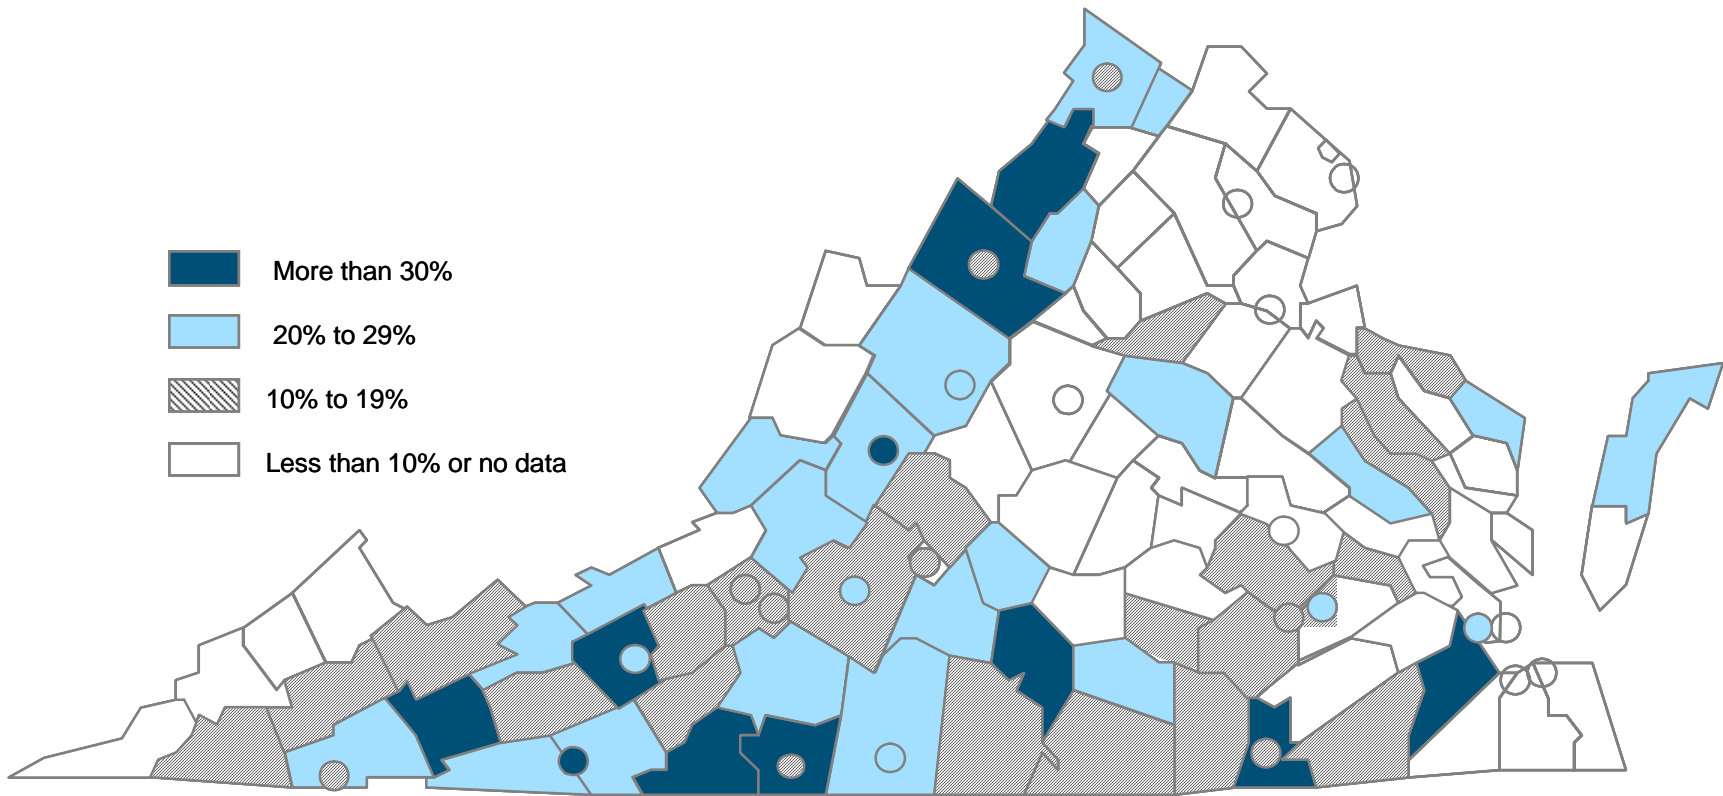 More than 30%
20% to 29%
10% to 19%
Less than 10% or no data